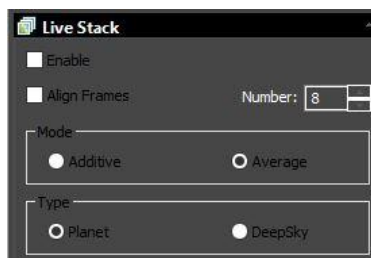 Live Stack
Enable
Align Frames Number: 8
Mode
Additive Average
Type
Planet DeepSky